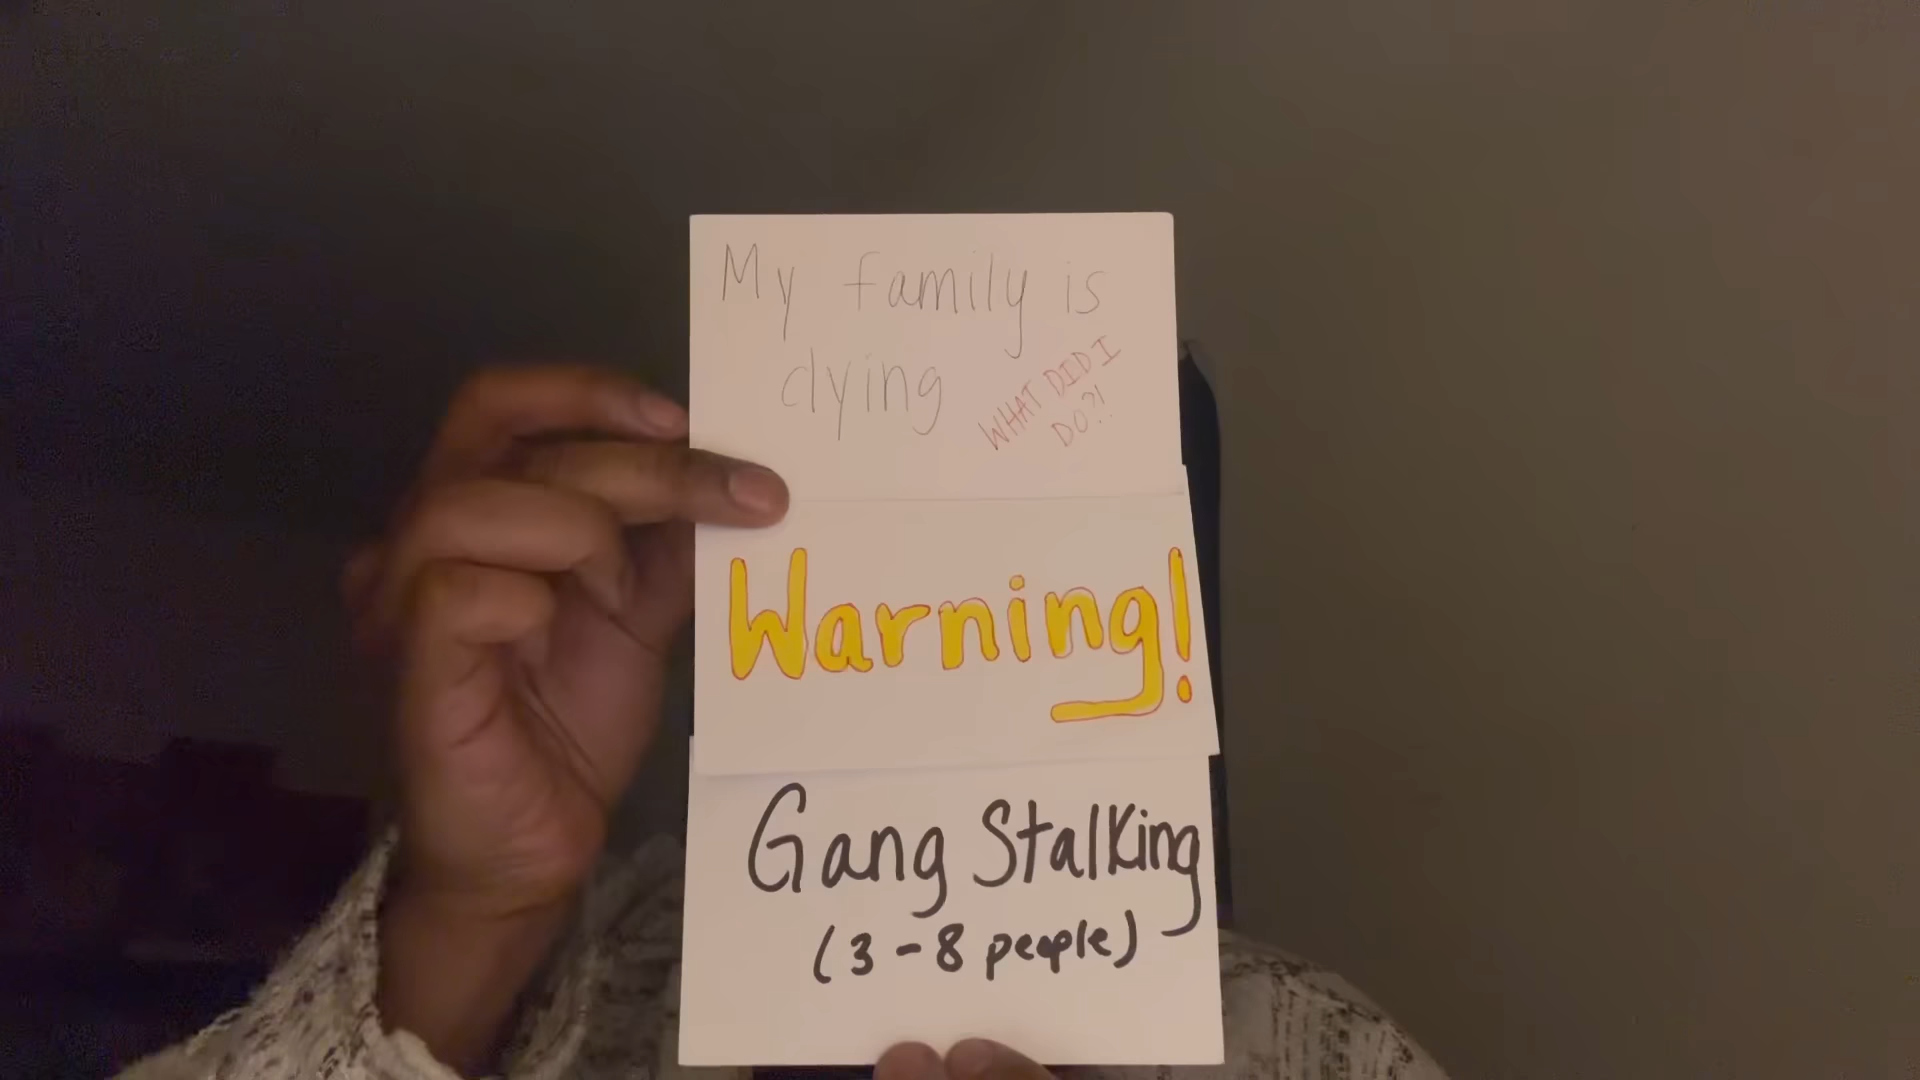 My family is
dying
WHAT DID I
DO?!
Warning!
Gang Stalking
(3-8 people)